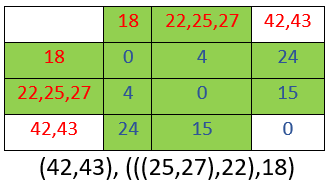 18 22,25,27 42,43
18 0 4 24
22,25,27 4 0 15
42,43 24 15 0
(42,43), (((25,27),22),18)